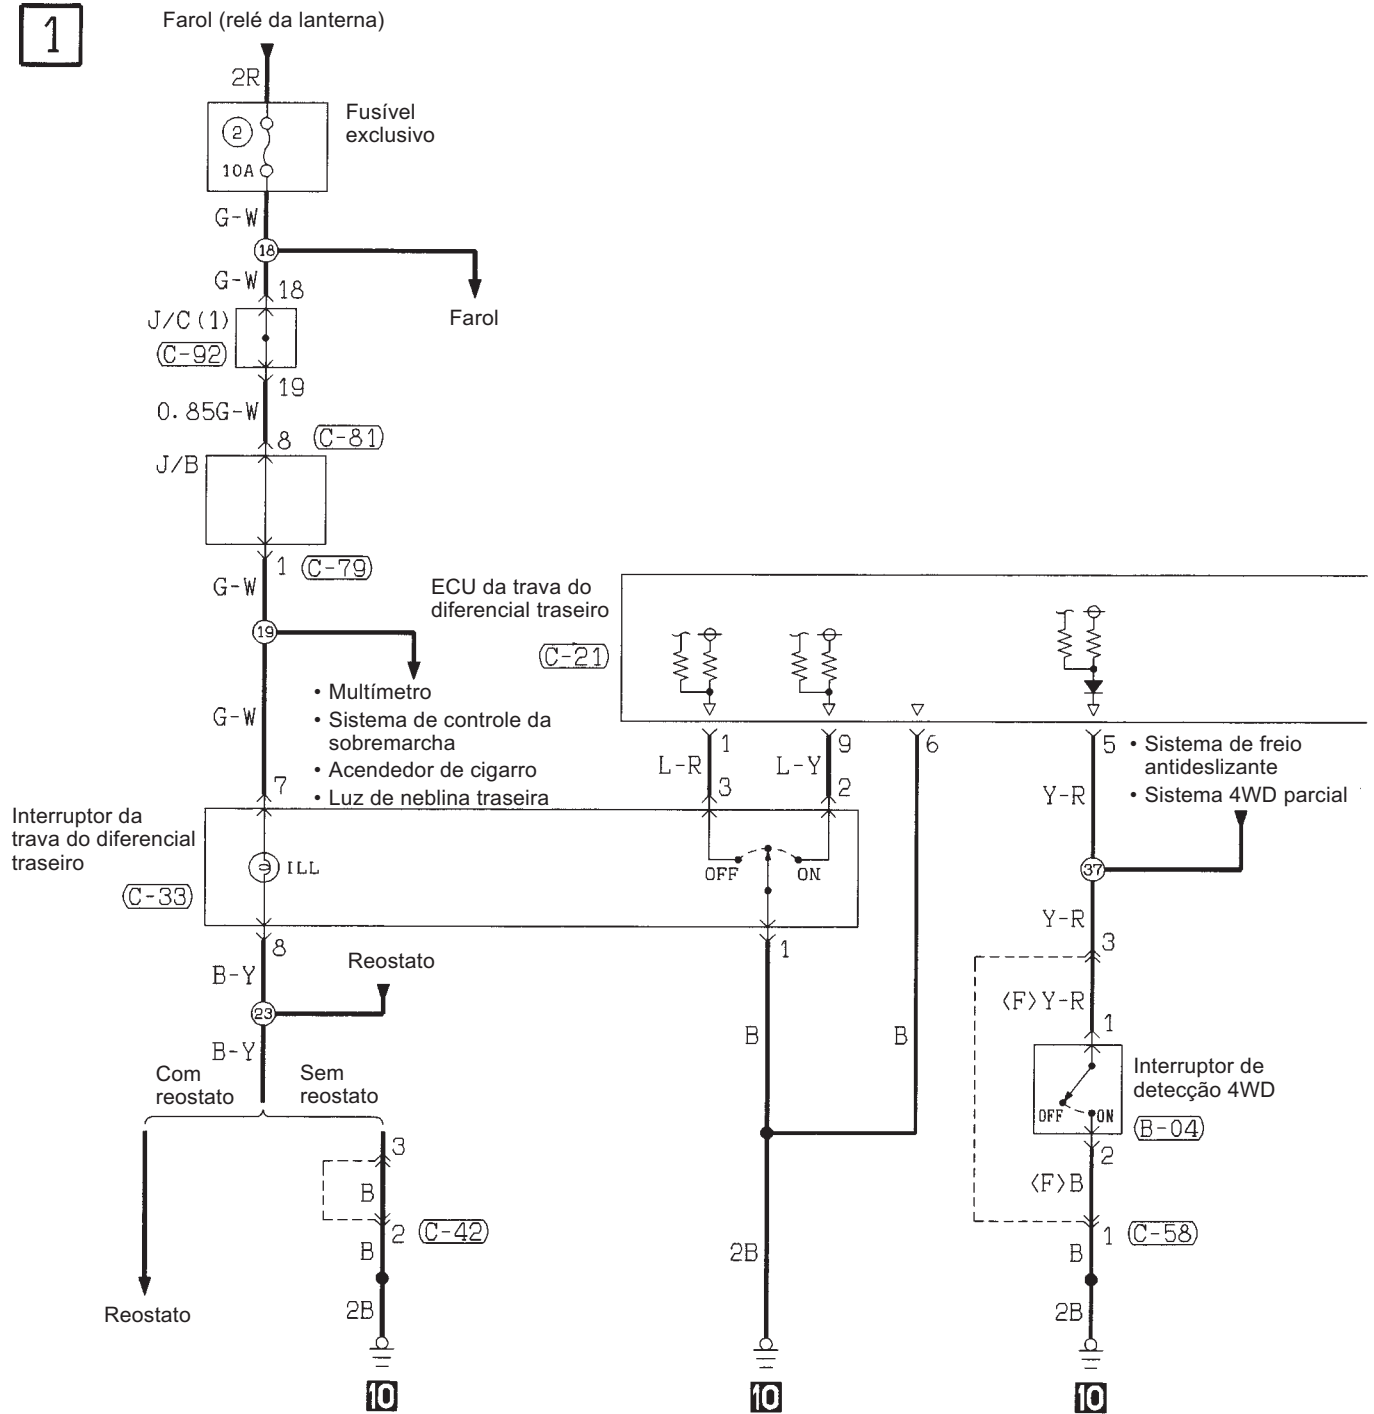 1
Farol (relé da lanterna)
2R
Fusível
exclusivo
2
10A
G-W
18
G-W
18
Farol
J/C(1)
C-92
19
0.85G-W
8
C-81
J/B
1
C-79
G-W
ECU da trava do
diferencial traseiro
C-21
19
• Multímetro
• Sistema de controle da
sobremarcha
• Acendedor de cigarro
• Luz de neblina traseira
G-W
7
1
9
6
5
• Sistema de freio
antideslizante
• Sistema 4WD parcial
L-R
L-Y
3
2
Y-R
Interruptor da
trava do diferencial
traseiro
C-33
ILL
OFF
ON
37
Y-R
3
8
1
B-Y
Reostato
23
B-Y
⟨F⟩Y-R
1
B
B
Interruptor de
detecção 4WD
OFF
ON
B-04
Com
reostato
Sem
reostato
3
2
B
⟨F⟩B
2
C-42
1
C-58
B
B
2B
Reostato
2B
2B
10
10
10